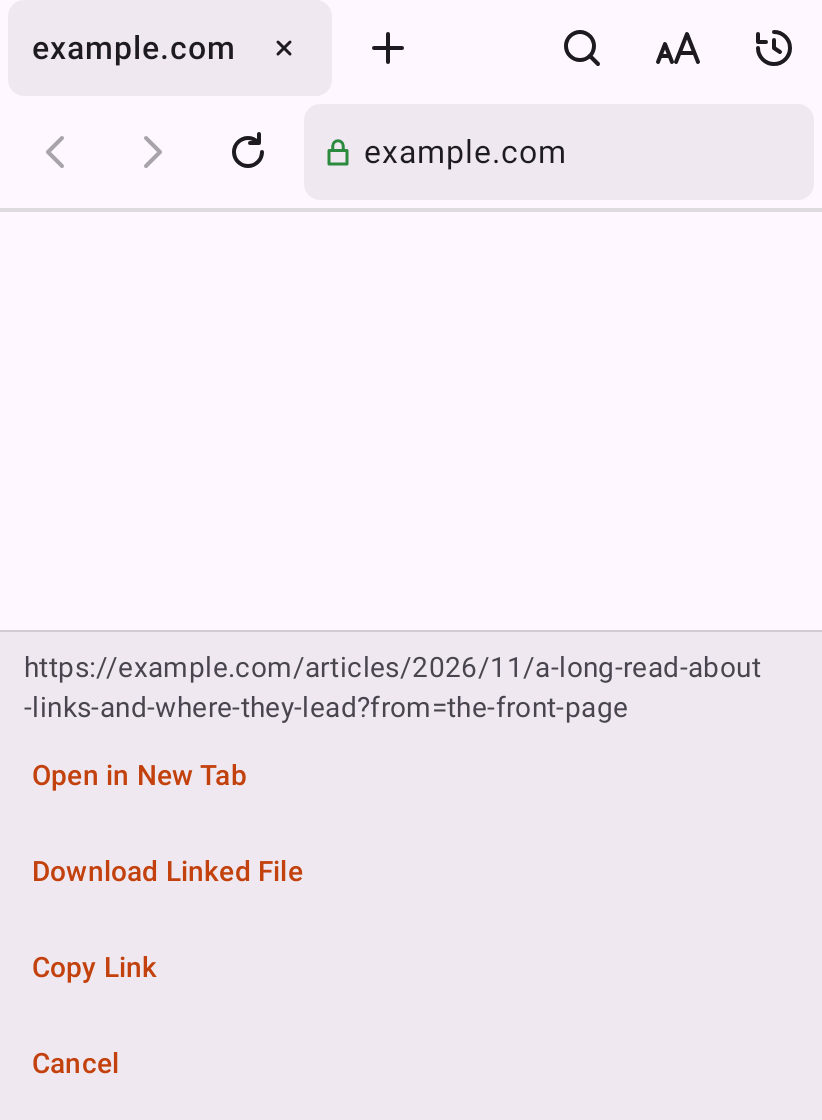 example.com
AA
example.com
https://example.com/articles/2026/11/a-long-read-about
-links-and-where-they-lead?from=the-front-page
Open in New Tab
Download Linked File
Copy Link
Cancel